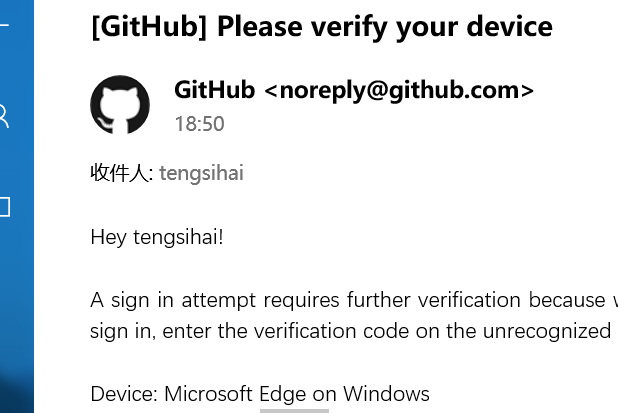 [GitHub] Please verify your device
GitHub <noreply@github.com>
18:50
收件人: tengsihai
Hey tengsihai!
A sign in attempt requires further verification because
sign in, enter the verification code on the unrecognized
Device: Microsoft Edge on Windows